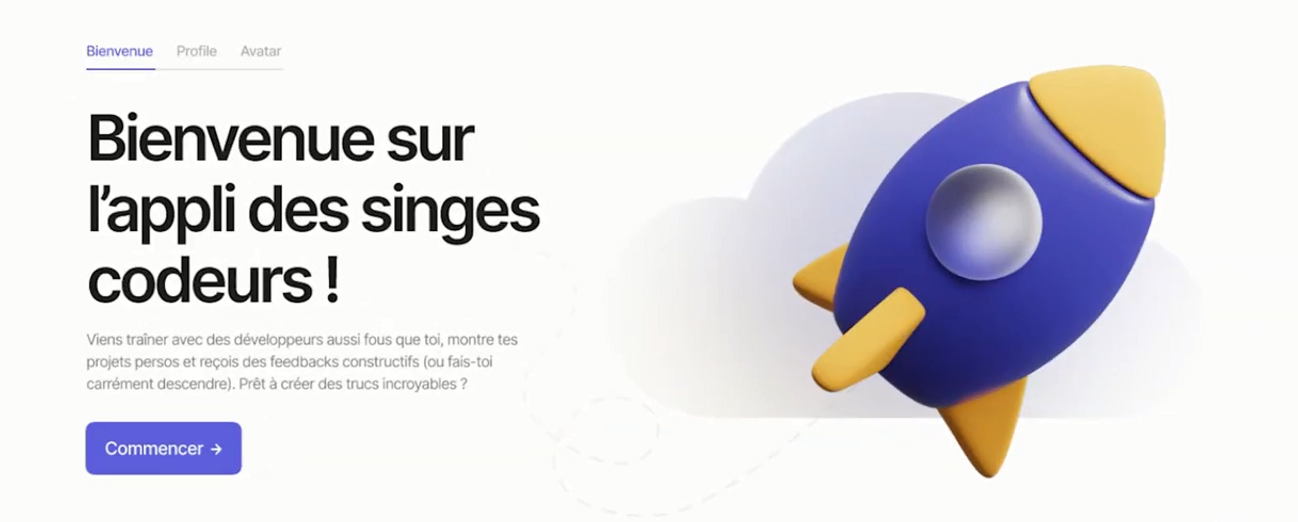 Bienvenue Profile Avatar
Bienvenue sur
l’appli des singes
codeurs !
Viens traîner avec des développeurs aussi fous que toi, montre tes
projets persos et reçois des feedbacks constructifs (ou fais-toi
carrément descendre). Prêt à créer des trucs incroyables ?
Commencer →